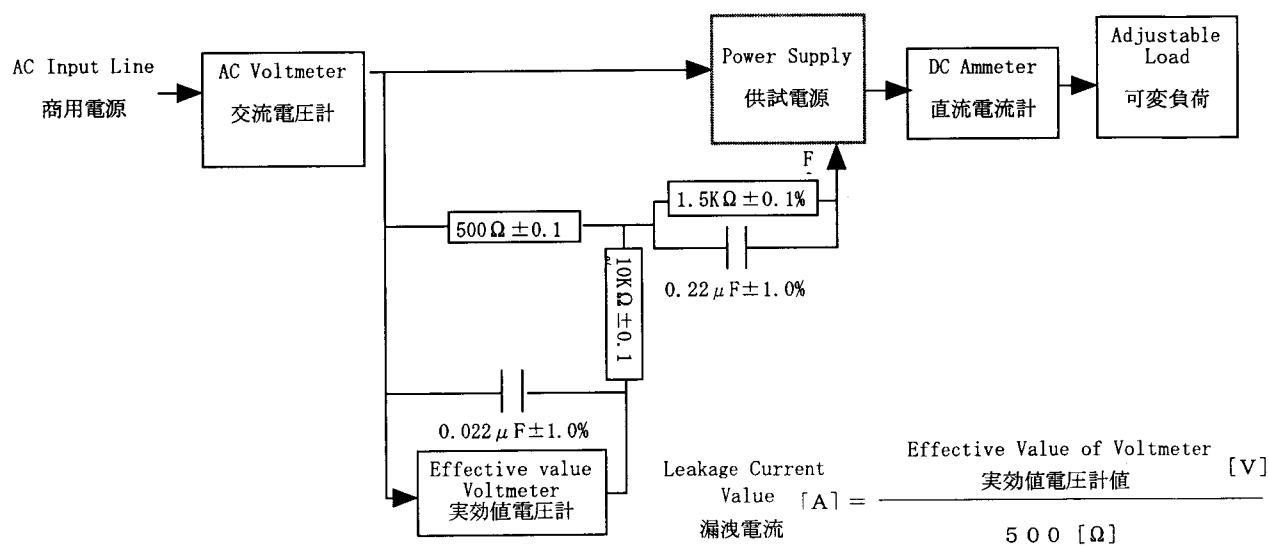 AC Input Line
商用電源
AC Voltmeter
交流電圧計
Power Supply
供試電源
DC Ammeter
直流電流計
Adjustable
Load
可変負荷
F
1.5KΩ±0.1%
500Ω±0.1
0.22μF±1.0%
10KΩ±0.1
0.022μF±1.0%
Effective value
Voltmeter
実効値電圧計
Leakage Current
Value [A] =
漏洩電流
Effective Value of Voltmeter
実効値電圧計値 [V]
500 [Ω]